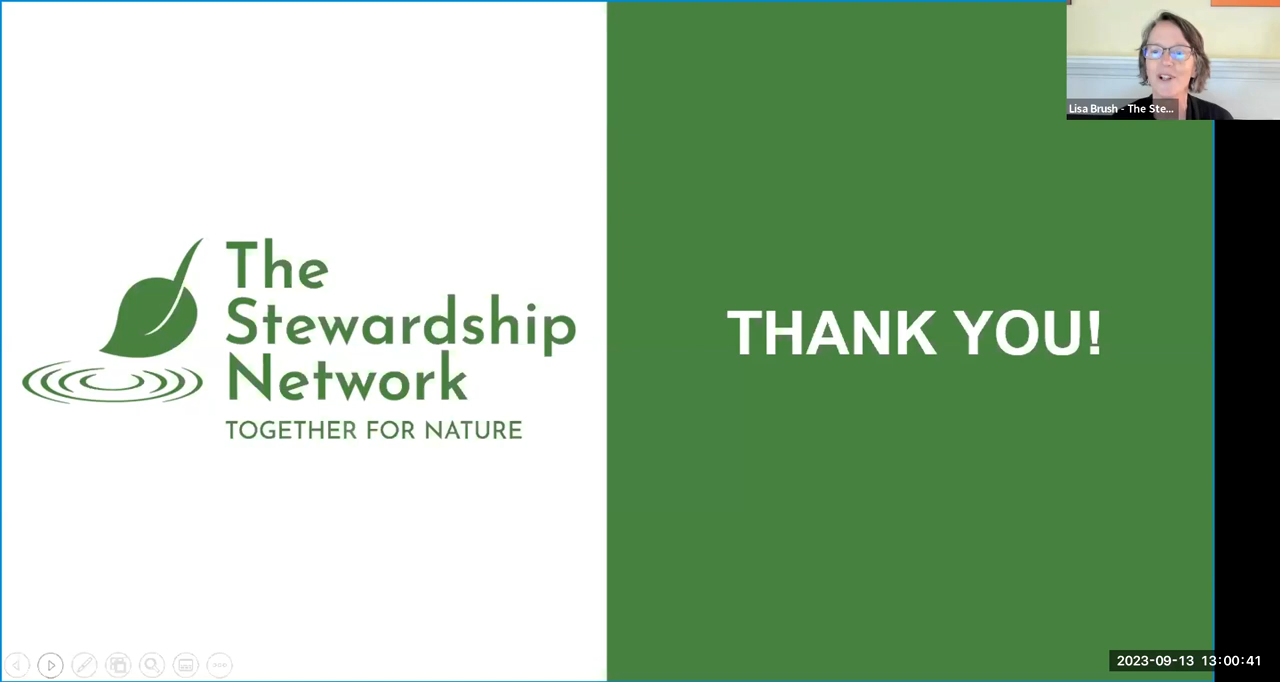 The
Stewardship
Network
TOGETHER FOR NATURE
THANK YOU!
Lisa Brush - The Ste...
2023-09-13 13:00:41